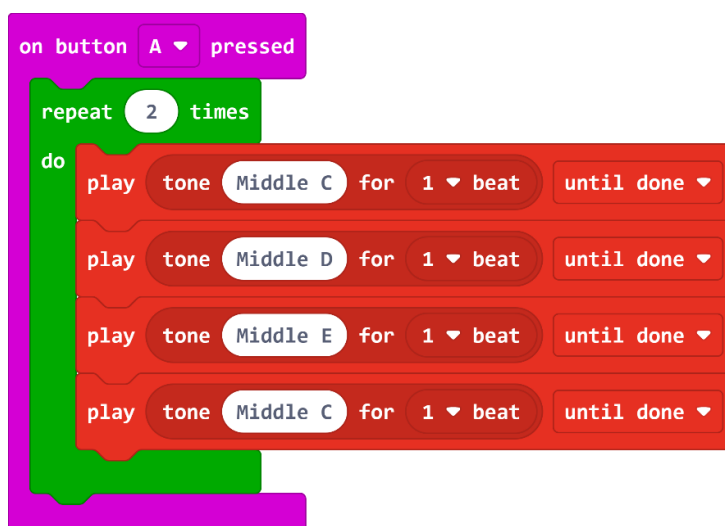 on button A pressed
repeat 2 times
do
play tone Middle C for 1 beat until done
play tone Middle D for 1 beat until done
play tone Middle E for 1 beat until done
play tone Middle C for 1 beat until done